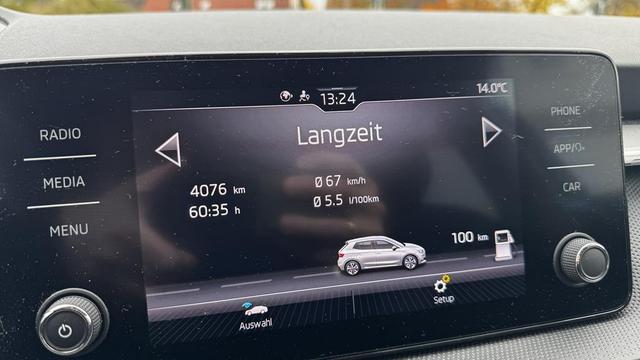 13:24
14.0°C
RADIO
MEDIA
MENU
Langzeit
4076 km
60:35 h
Ø 67 km/h
Ø 5.5 l/100km
100 km
Auswahl
Setup
PHONE
APP/
CAR